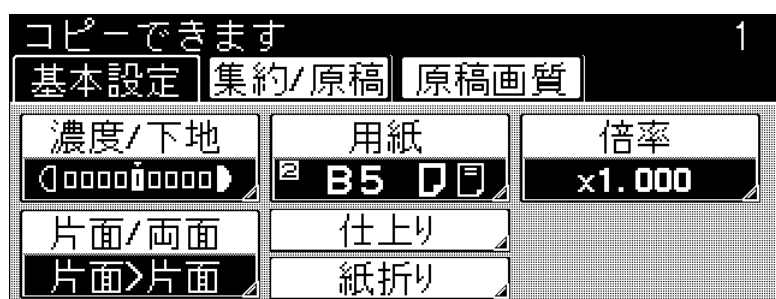 コピーできます 1
基本設定 集約/原稿 原稿画質
濃度/下地 用紙 倍率
2 B5 x1.000
片面/両面 仕上り
片面>片面 紙折り